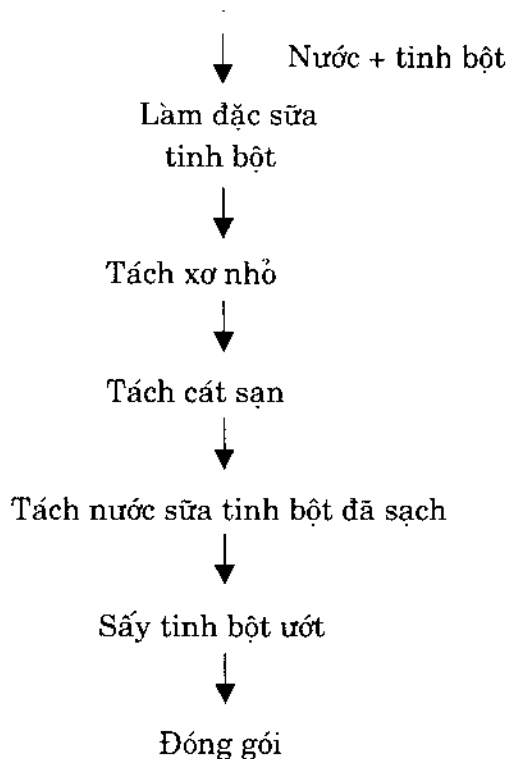 Nước + tinh bột
Làm đặc sữa
tinh bột
Tách xơ nhỏ
Tách cát sạn
Tách nước sữa tinh bột đã sạch
Sấy tinh bột ướt
Đóng gói